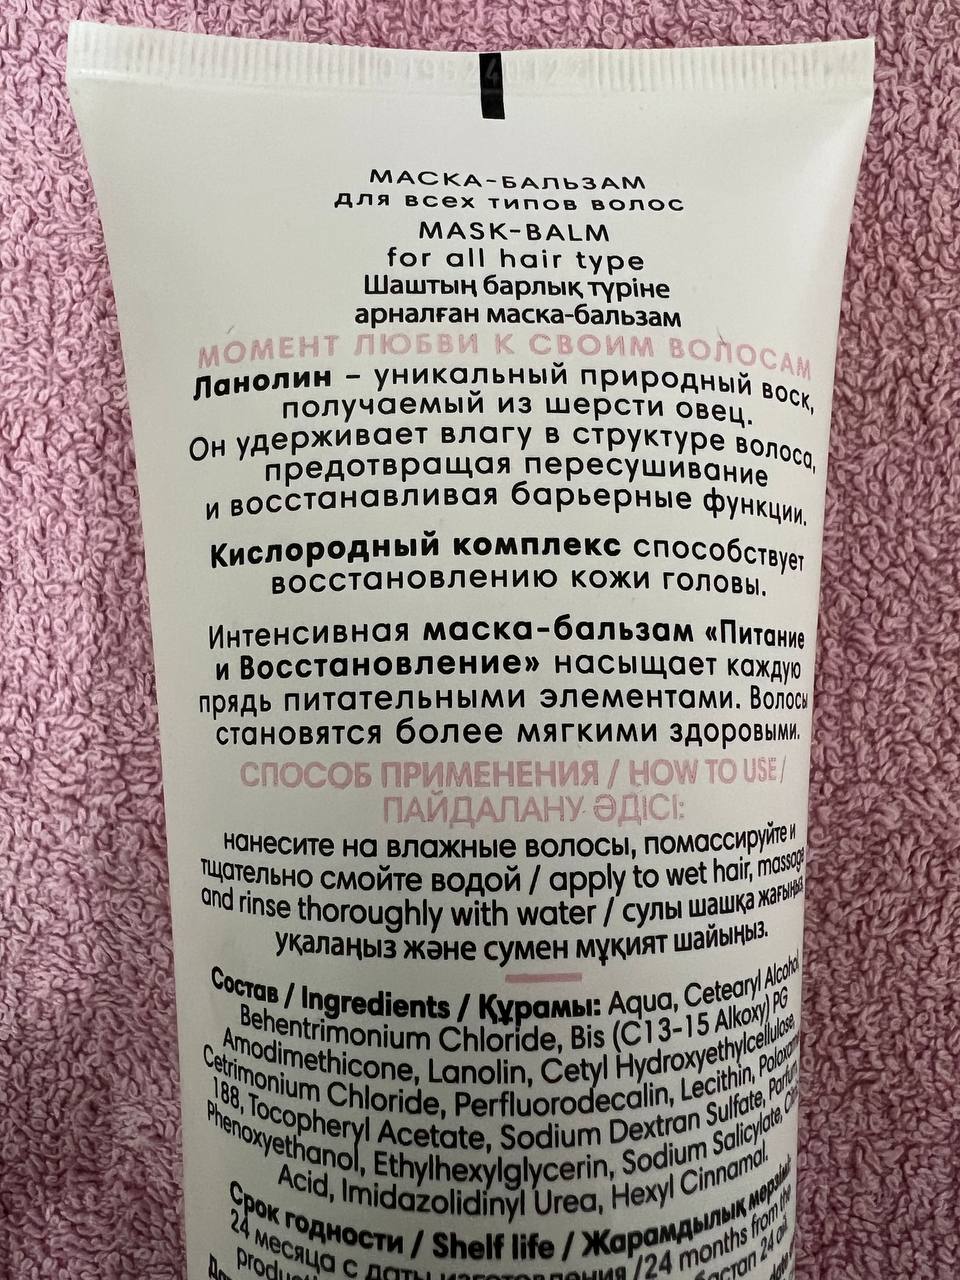 МАСКА-БАЛЬЗАМ
для всех типов волос
MASK-BALM
for all hair type
Шаштың барлық түріне
арналған маска-бальзам
МОМЕНТ ЛЮБВИ К СВОИМ ВОЛОСАМ
Ланолин – уникальный природный воск,
получаемый из шерсти овец.
Он удерживает влагу в структуре волоса,
предотвращая пересушивание
и восстанавливая барьерные функции.
Кислородный комплекс способствует
восстановлению кожи головы.
Интенсивная маска-бальзам «Питание
и Восстановление» насыщает каждую
прядь питательными элементами. Волосы
становятся более мягкими здоровыми.
СПОСОБ ПРИМЕНЕНИЯ / HOW TO USE/
ПАЙДАЛАНУ ӘДІСІ:
нанесите на влажные волосы, помассируйте и
тщательно смойте водой / apply to wet hair, massage
and rinse thoroughly with water / сулы шашқа жағыңыз
уқалаңыз және сумен мұқият шайыңыз.
Состав / Ingredients / Құрамы: Aqua, Cetearyl Alcohol,
Behentrimonium Chloride, Bis (C13-15 Alkoxy) PG
Amodimethicone, Lanolin, Cetyl Hydroxyethylcellulose,
Cetrimonium Chloride, Perfluorodecalin, Lecithin, Poloxamer
188, Tocopheryl Acetate, Sodium Dextran Sulfate, Parfum,
Phenoxyethanol, Ethylhexylglycerin, Sodium Salicylate, Citric
Acid, Imidazolidinyl Urea, Hexyl Cinnamal.
Срок годности / Shelf life / Жарамдылық мерзімі:
24 месяца с даты изготовления /24 months from the